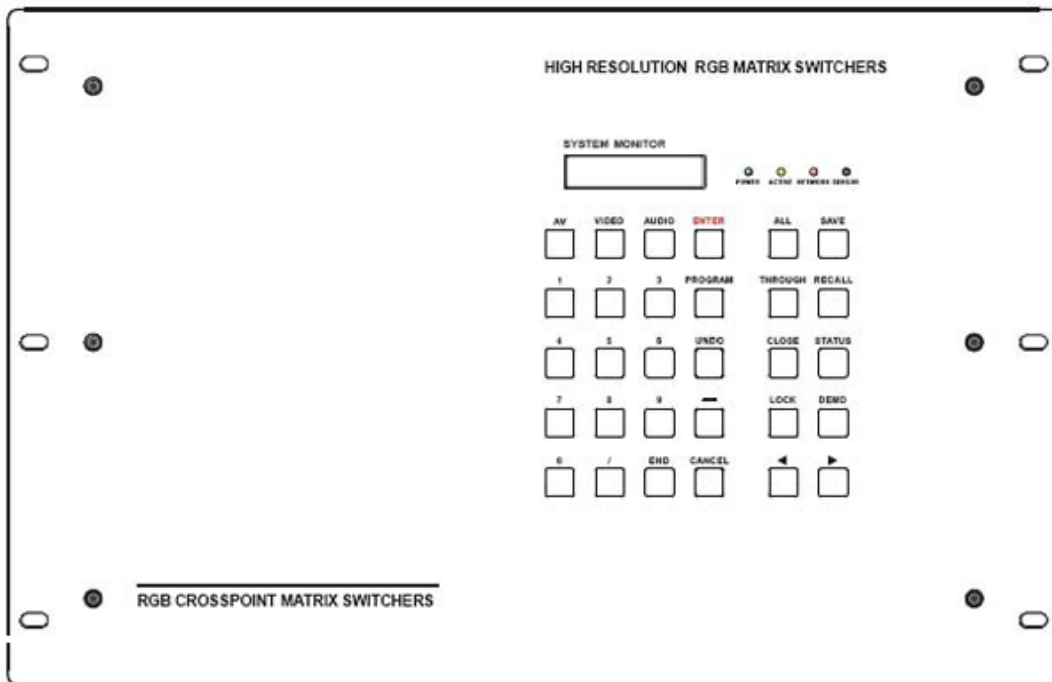 HIGH RESOLUTION RGB MATRIX SWITCHERS
SYSTEM MONITOR
POWER ACTIVE NETWORK SENSOR
AV VIDEO AUDIO ENTER ALL SAVE
1 2 3 PROGRAM THROUGH RECALL
4 5 6 UNDO CLOSE STATUS
7 8 9 — LOCK DEMO
0 / END CANCEL ◀ ▶
RGB CROSSPOINT MATRIX SWITCHERS